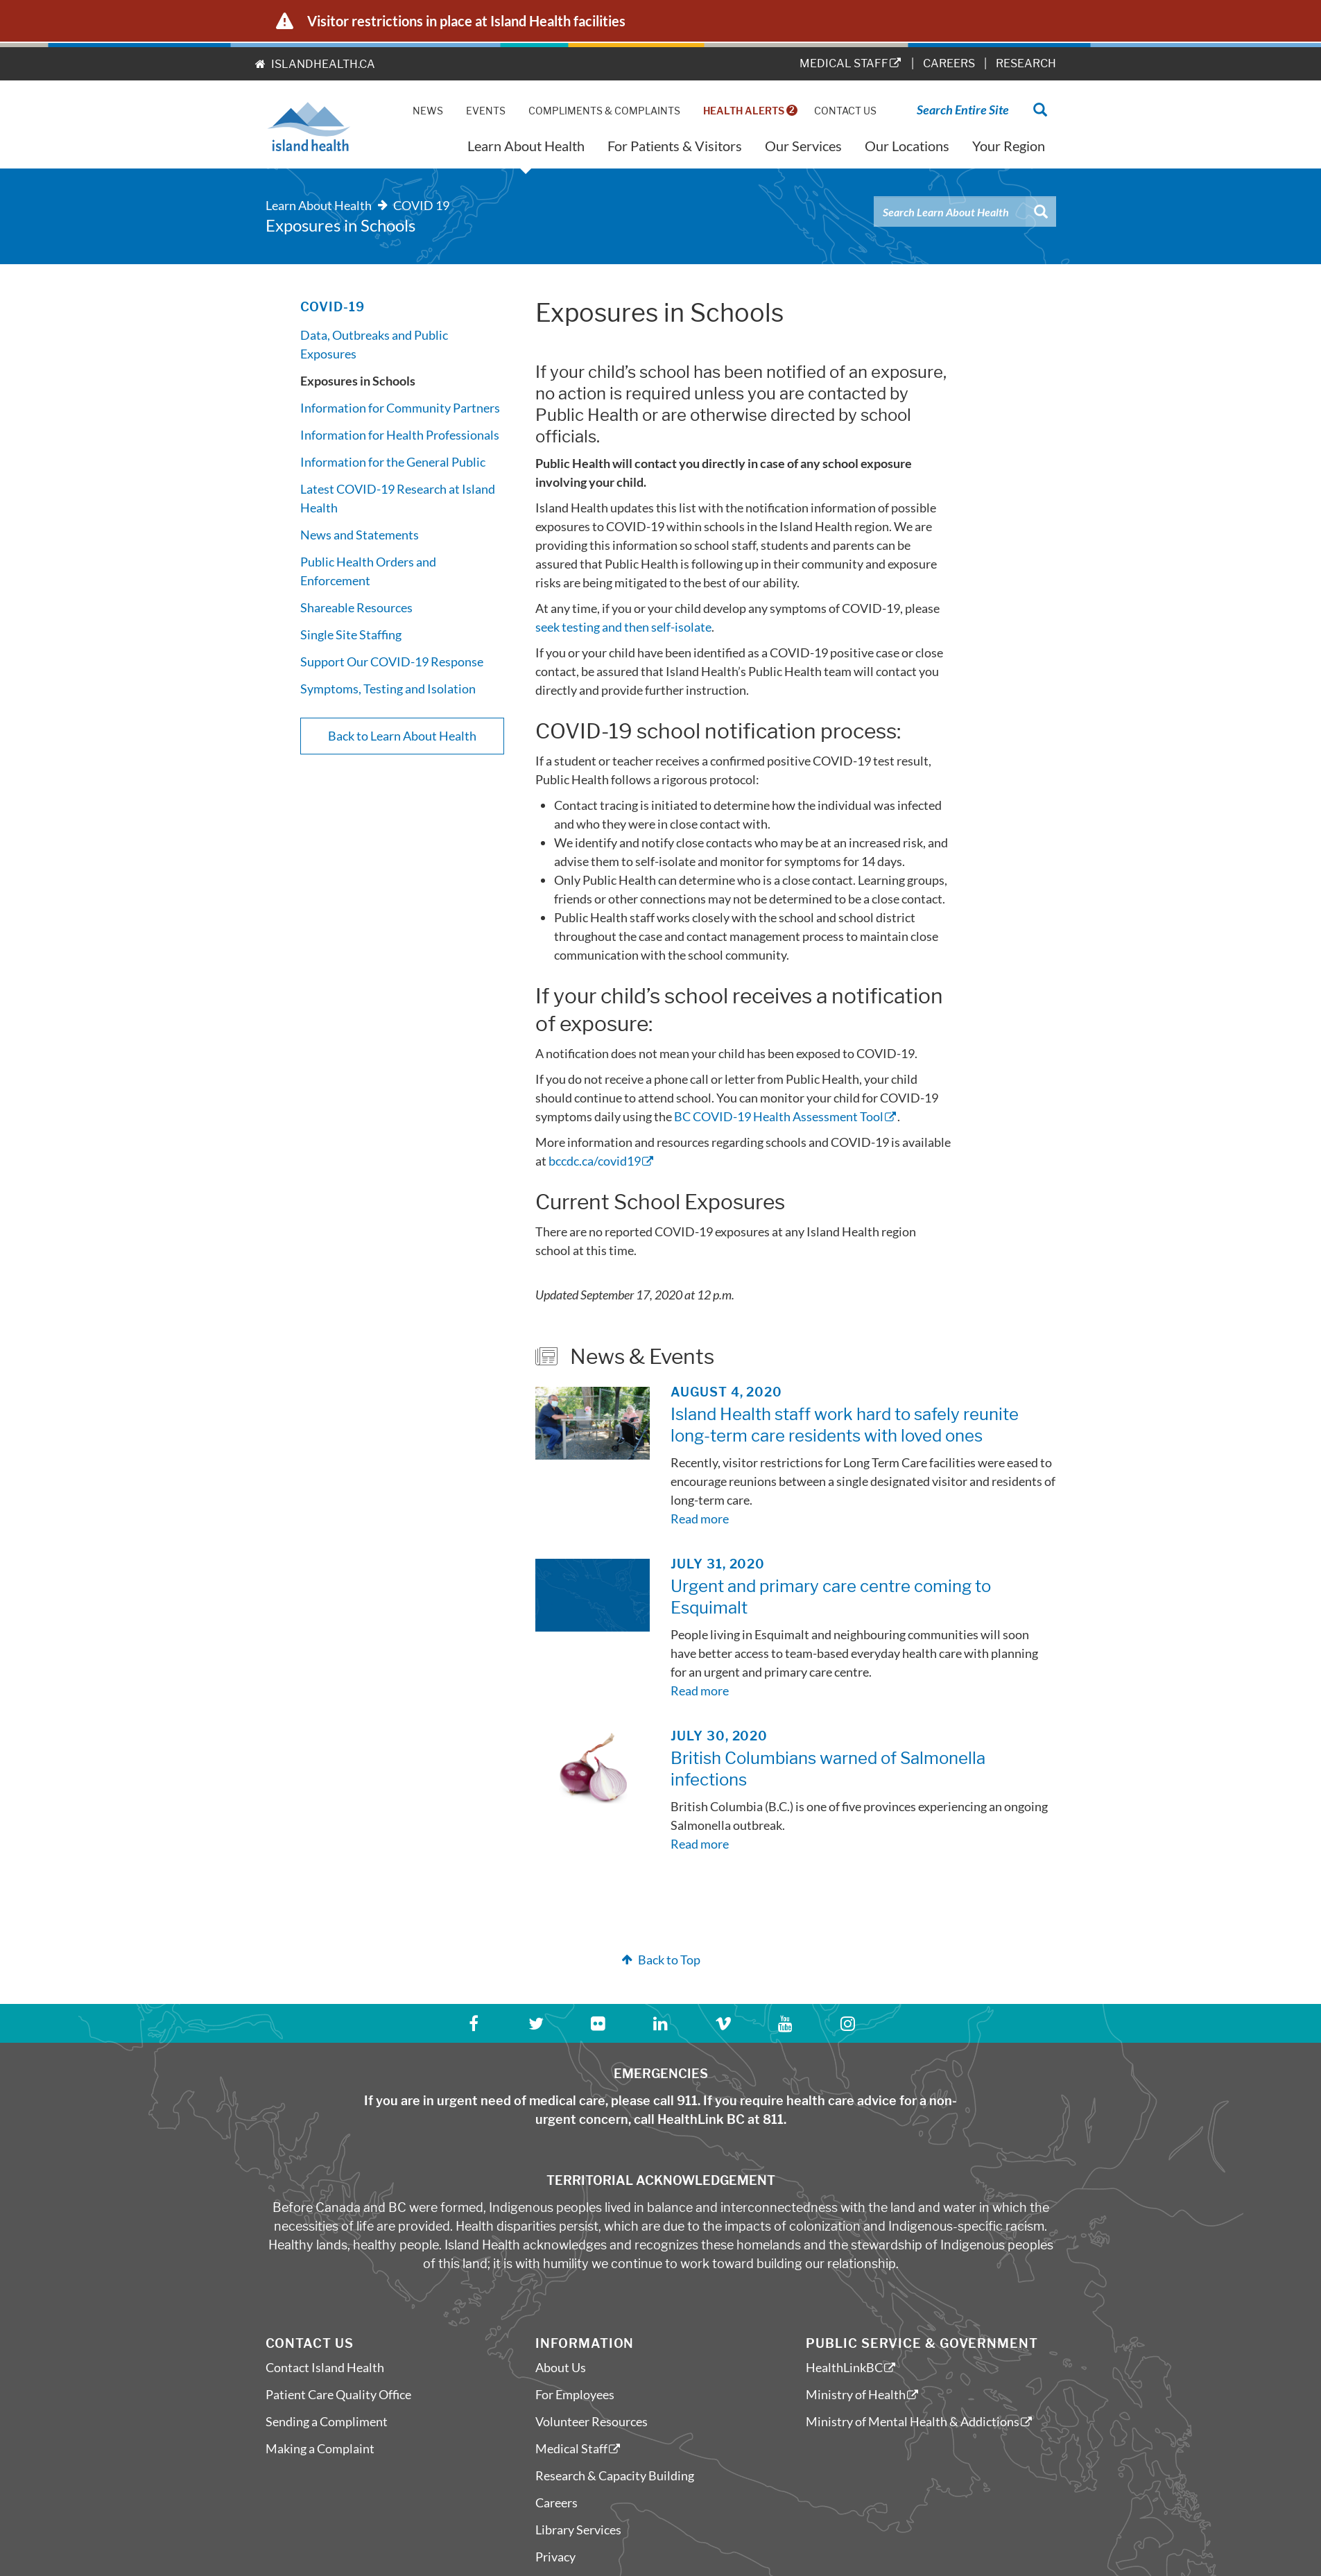 Visitor restrictions in place at Island Health facilities
ISLANDHEALTH.CA
MEDICAL STAFF | CAREERS | RESEARCH
island health
NEWS EVENTS COMPLIMENTS & COMPLAINTS HEALTH ALERTS 2 CONTACT US Search Entire Site
Learn About Health For Patients & Visitors Our Services Our Locations Your Region
Learn About Health COVID 19
Exposures in Schools
Search Learn About Health
COVID-19
Data, Outbreaks and Public
Exposures
Exposures in Schools
Information for Community Partners
Information for Health Professionals
Information for the General Public
Latest COVID-19 Research at Island
Health
News and Statements
Public Health Orders and
Enforcement
Shareable Resources
Single Site Staffing
Support Our COVID-19 Response
Symptoms, Testing and Isolation
Back to Learn About Health
Exposures in Schools
If your child’s school has been notified of an exposure,
no action is required unless you are contacted by
Public Health or are otherwise directed by school
officials.
Public Health will contact you directly in case of any school exposure
involving your child.
Island Health updates this list with the notification information of possible
exposures to COVID-19 within schools in the Island Health region. We are
providing this information so school staff, students and parents can be
assured that Public Health is following up in their community and exposure
risks are being mitigated to the best of our ability.
At any time, if you or your child develop any symptoms of COVID-19, please
seek testing and then self-isolate.
If you or your child have been identified as a COVID-19 positive case or close
contact, be assured that Island Health’s Public Health team will contact you
directly and provide further instruction.
COVID-19 school notification process:
If a student or teacher receives a confirmed positive COVID-19 test result,
Public Health follows a rigorous protocol:
• Contact tracing is initiated to determine how the individual was infected
and who they were in close contact with.
• We identify and notify close contacts who may be at an increased risk, and
advise them to self-isolate and monitor for symptoms for 14 days.
• Only Public Health can determine who is a close contact. Learning groups,
friends or other connections may not be determined to be a close contact.
• Public Health staff works closely with the school and school district
throughout the case and contact management process to maintain close
communication with the school community.
If your child’s school receives a notification
of exposure:
A notification does not mean your child has been exposed to COVID-19.
If you do not receive a phone call or letter from Public Health, your child
should continue to attend school. You can monitor your child for COVID-19
symptoms daily using the BC COVID-19 Health Assessment Tool.
More information and resources regarding schools and COVID-19 is available
at bccdc.ca/covid19
Current School Exposures
There are no reported COVID-19 exposures at any Island Health region
school at this time.
Updated September 17, 2020 at 12 p.m.
News & Events
AUGUST 4, 2020
Island Health staff work hard to safely reunite
long-term care residents with loved ones
Recently, visitor restrictions for Long Term Care facilities were eased to
encourage reunions between a single designated visitor and residents of
long-term care.
Read more
JULY 31, 2020
Urgent and primary care centre coming to
Esquimalt
People living in Esquimalt and neighbouring communities will soon
have better access to team-based everyday health care with planning
for an urgent and primary care centre.
Read more
JULY 30, 2020
British Columbians warned of Salmonella
infections
British Columbia (B.C.) is one of five provinces experiencing an ongoing
Salmonella outbreak.
Read more
Back to Top
EMERGENCIES
If you are in urgent need of medical care, please call 911. If you require health care advice for a non-
urgent concern, call HealthLink BC at 811.
TERRITORIAL ACKNOWLEDGEMENT
Before Canada and BC were formed, Indigenous peoples lived in balance and interconnectedness with the land and water in which the
necessities of life are provided. Health disparities persist, which are due to the impacts of colonization and Indigenous-specific racism.
Healthy lands, healthy people. Island Health acknowledges and recognizes these homelands and the stewardship of Indigenous peoples
of this land; it is with humility we continue to work toward building our relationship.
CONTACT US
Contact Island Health
Patient Care Quality Office
Sending a Compliment
Making a Complaint
INFORMATION
About Us
For Employees
Volunteer Resources
Medical Staff
Research & Capacity Building
Careers
Library Services
Privacy
PUBLIC SERVICE & GOVERNMENT
HealthLinkBC
Ministry of Health
Ministry of Mental Health & Addictions